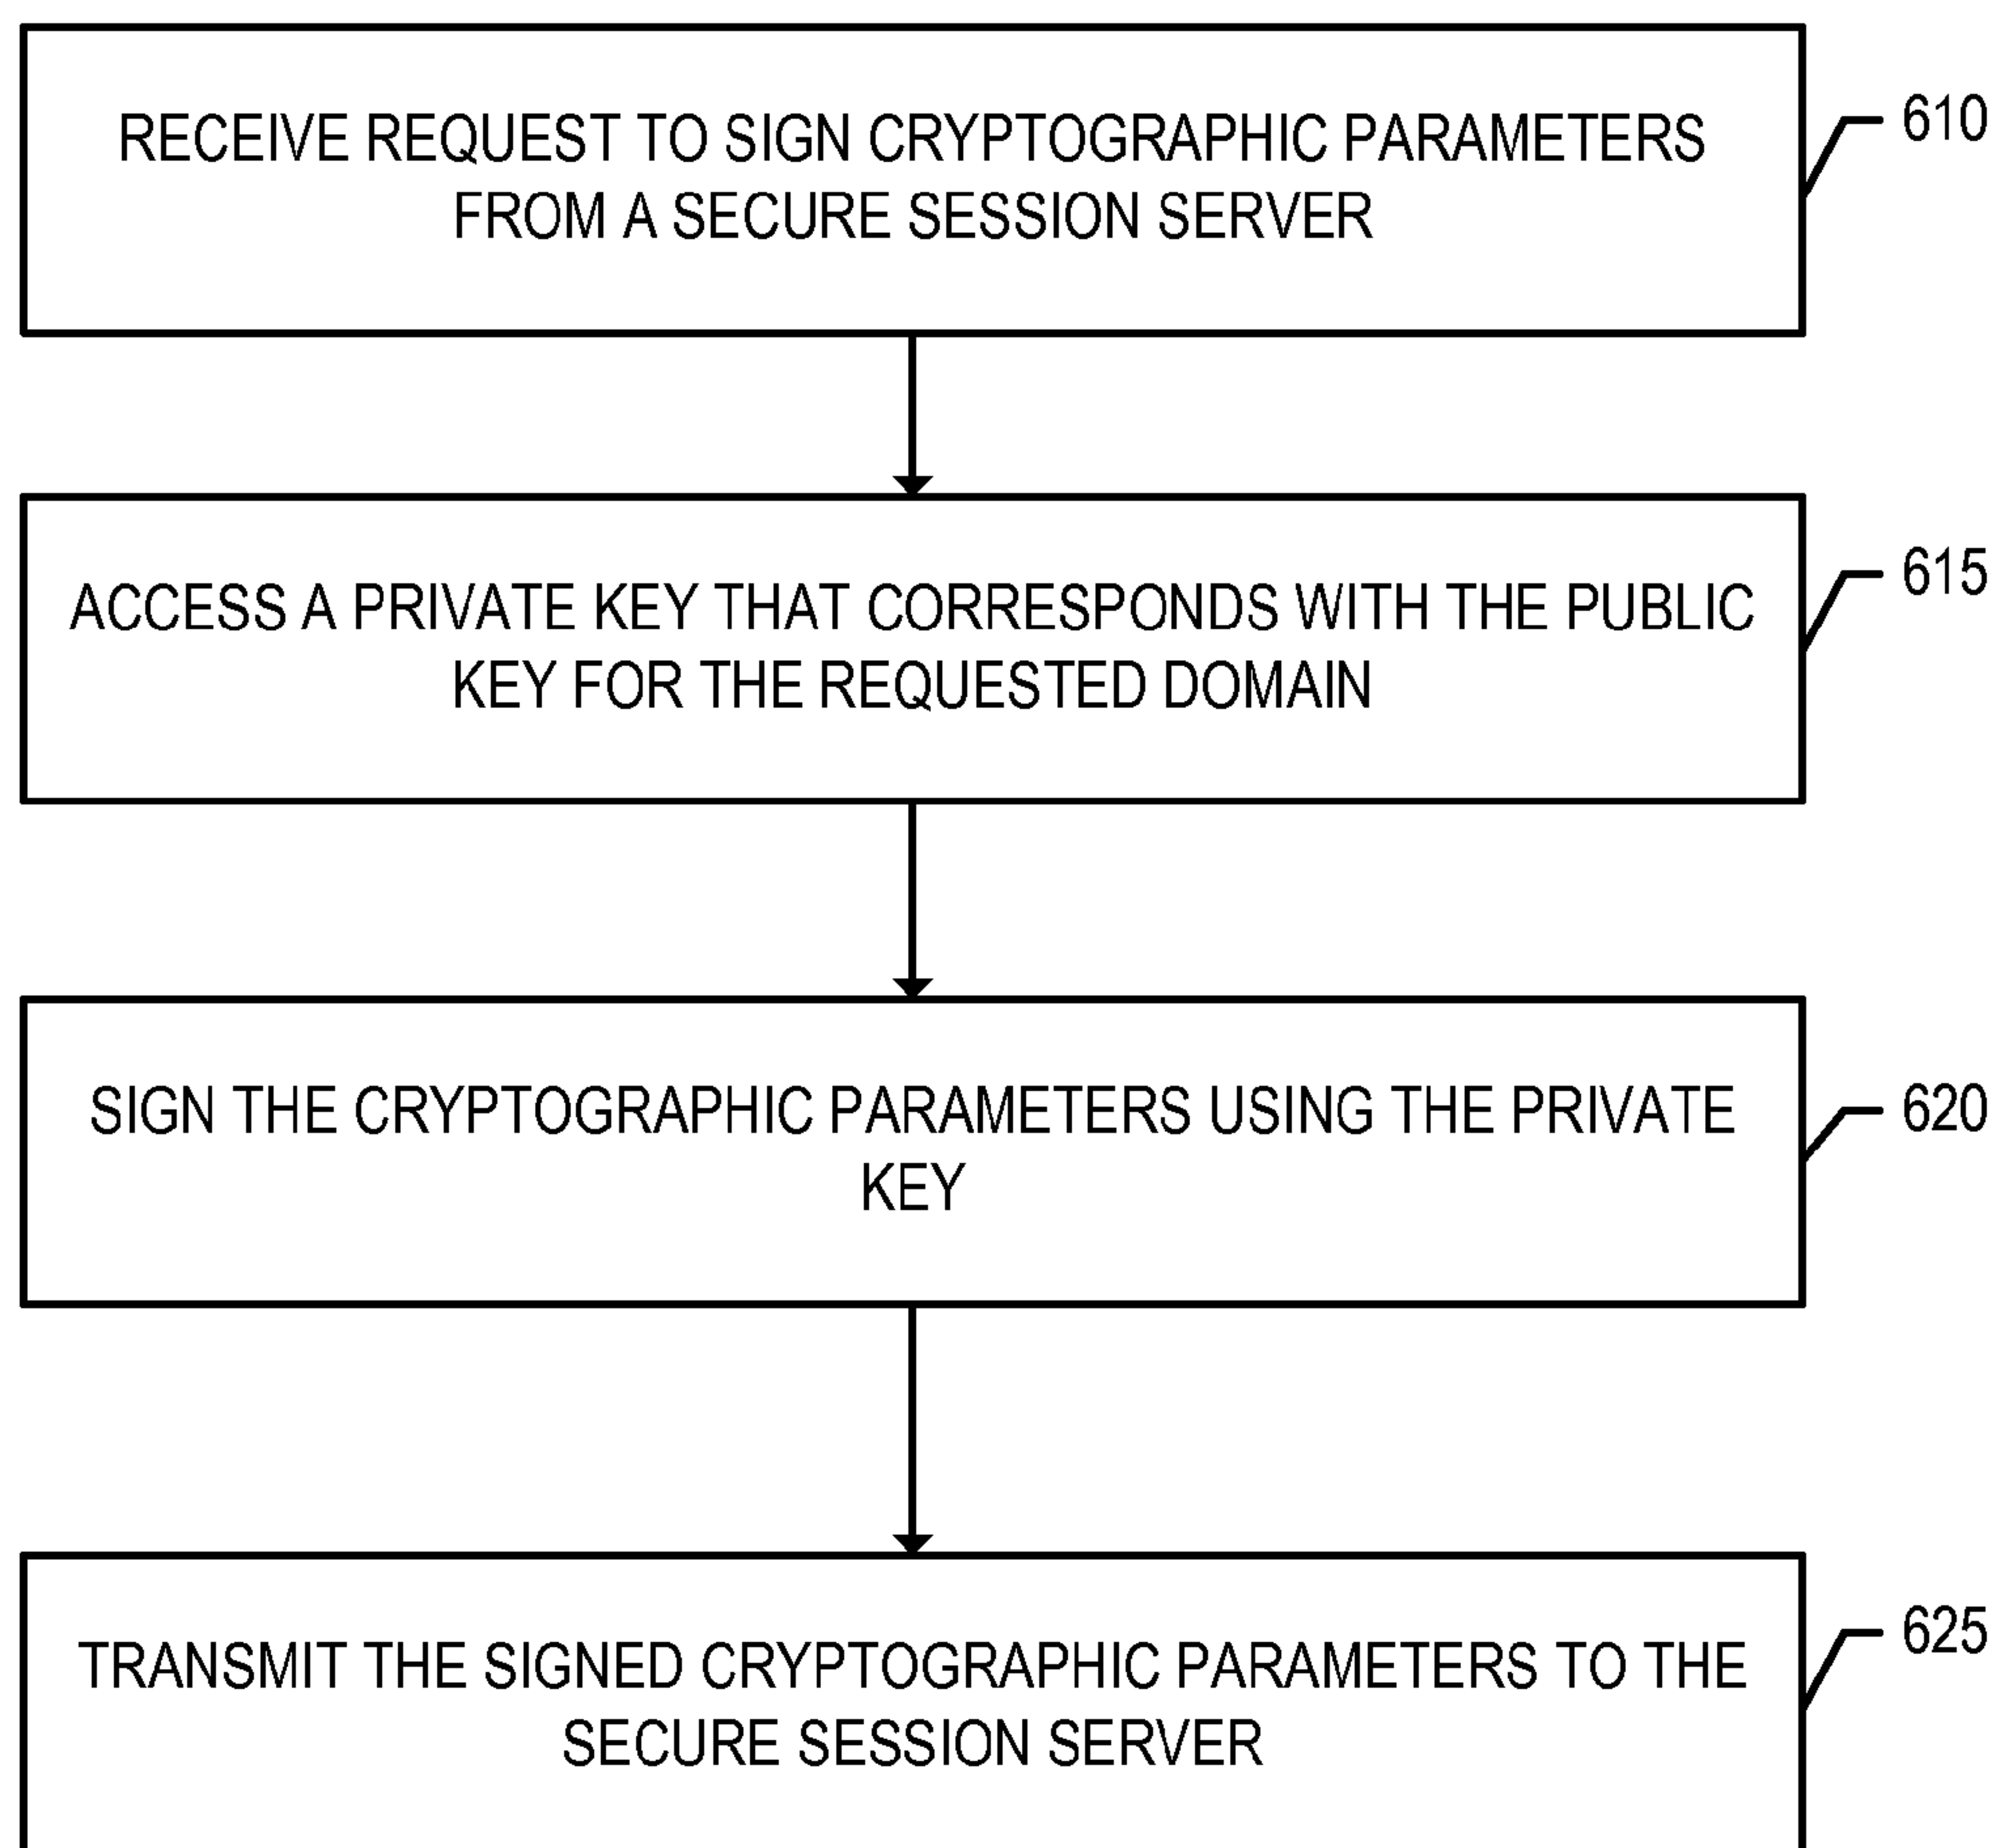 RECEIVE REQUEST TO SIGN CRYPTOGRAPHIC PARAMETERS
FROM A SECURE SESSION SERVER
610
ACCESS A PRIVATE KEY THAT CORRESPONDS WITH THE PUBLIC
KEY FOR THE REQUESTED DOMAIN
615
SIGN THE CRYPTOGRAPHIC PARAMETERS USING THE PRIVATE
KEY
620
TRANSMIT THE SIGNED CRYPTOGRAPHIC PARAMETERS TO THE
SECURE SESSION SERVER
625